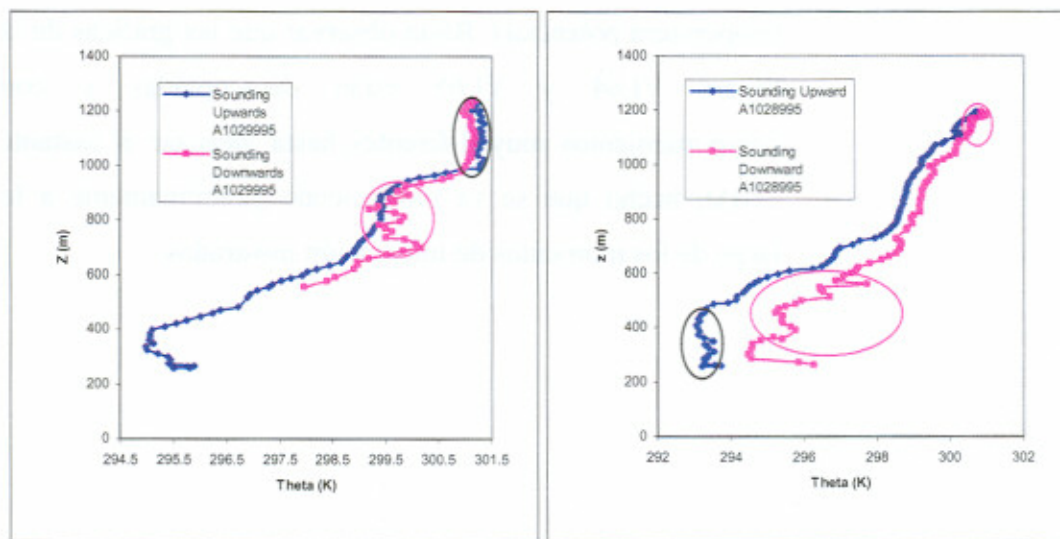 1400
1200
1000
800
600
400
200
0
Z (m)
Sounding
Upwards
A1029995
Sounding
Downwards
A1029995
294.5 295.5 296.5 297.5 298.5 299.5 300.5 301.5
Theta (K)
1400
1200
1000
800
600
400
200
0
z (m)
Sounding Upward
A1028995
Sounding
Downward
A1028995
292 294 296 298 300 302
Theta (K)